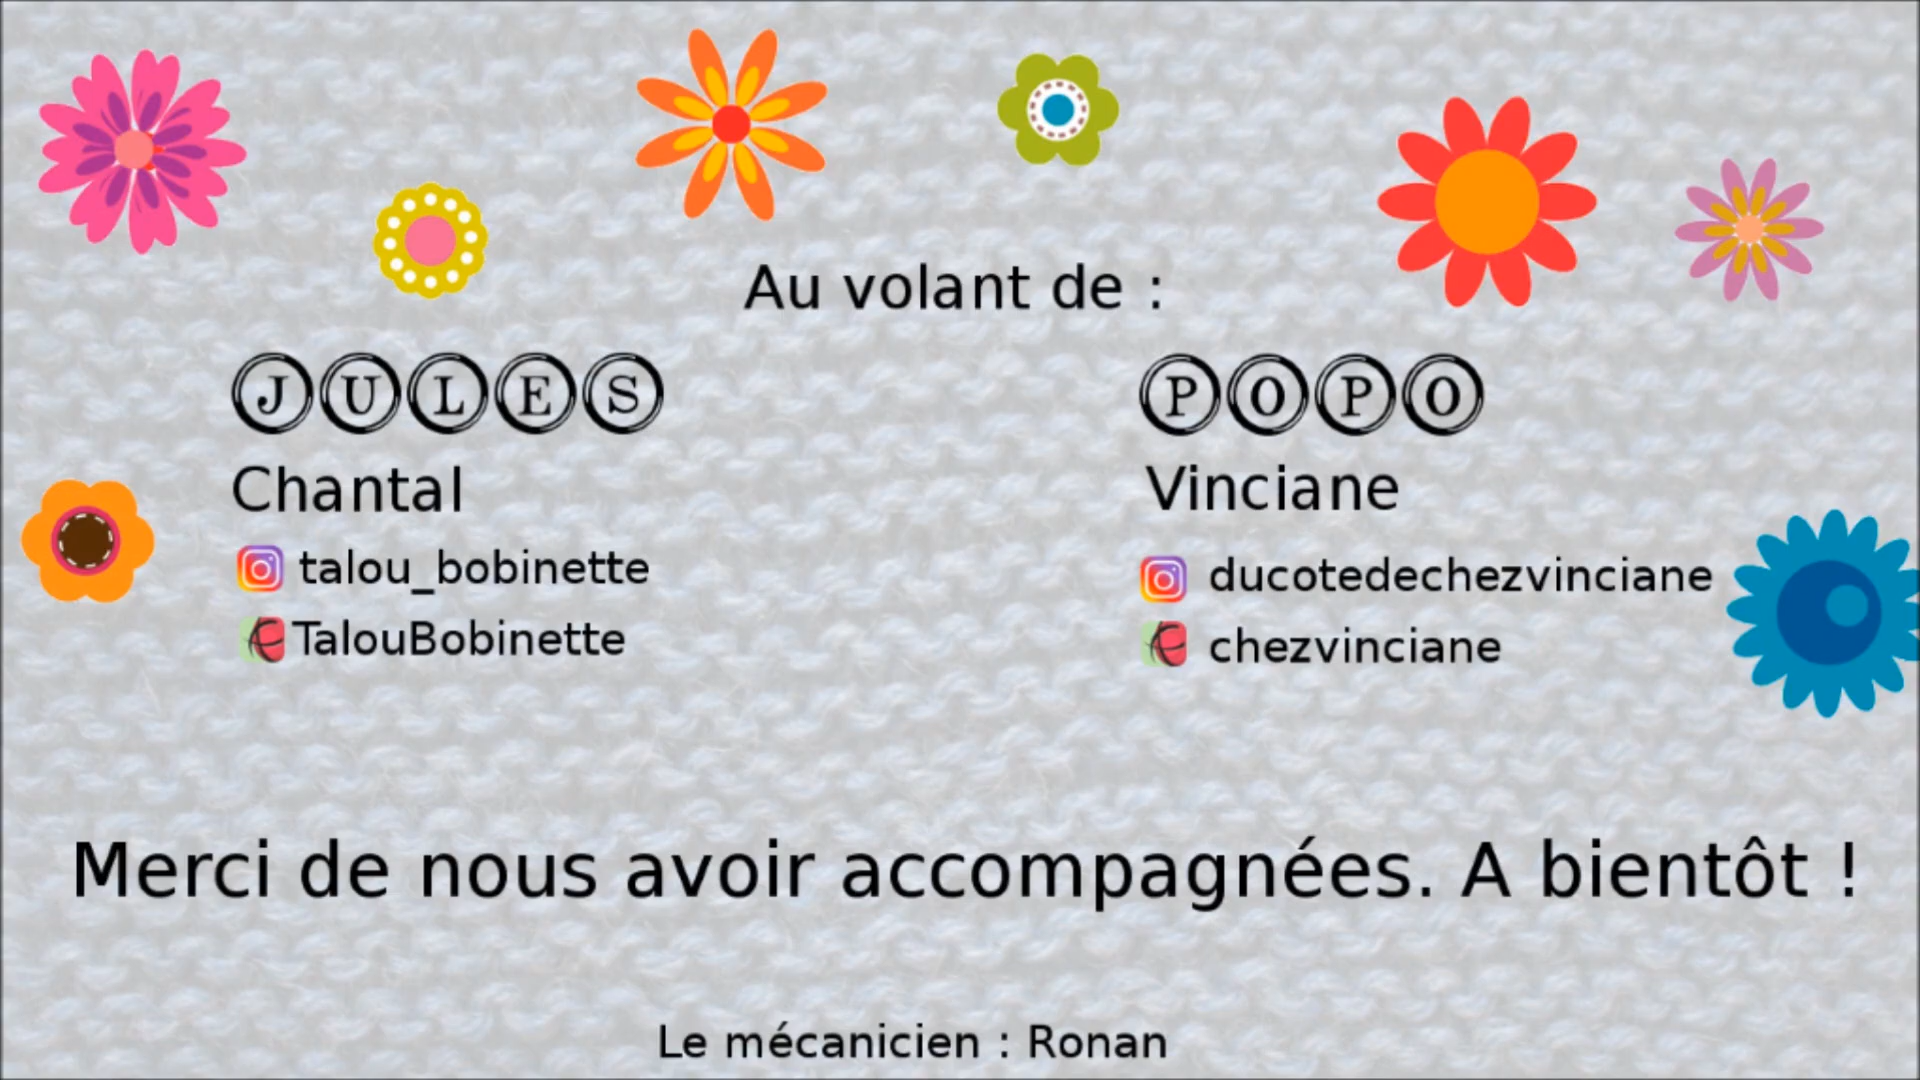 Au volant de :
JULES
Chantal
talou_bobinette
TalouBobinette
POPO
Vinciane
ducotedechezvinciane
chezvinciane
Merci de nous avoir accompagnées. A bientôt !
Le mécanicien : Ronan